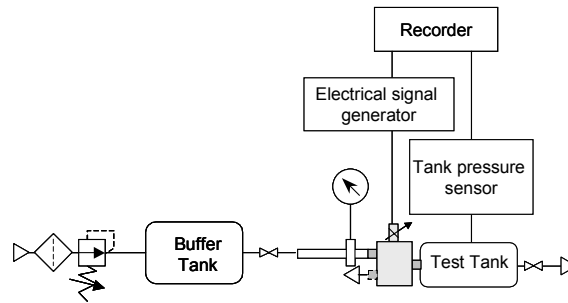 Recorder
Electrical signal
generator
Tank pressure
sensor
Buffer
Tank
Test Tank